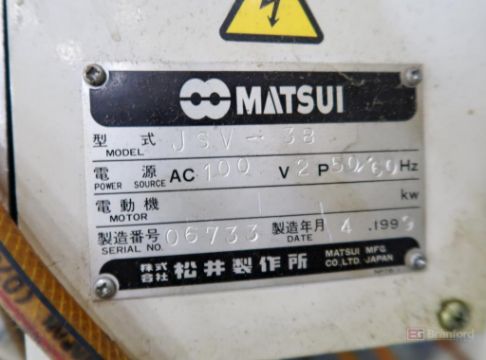 MATSUI
型式 JSV-38
MODEL
電源 AC 100 V 2 P 50/60 Hz
POWER SOURCE
電動機 kw
MOTOR
製造番号 06733 製造年月 4 .1999
SERIAL NO. DATE
株式会社 松井製作所 MATSUI MFG. CO.LTD. JAPAN
Branford